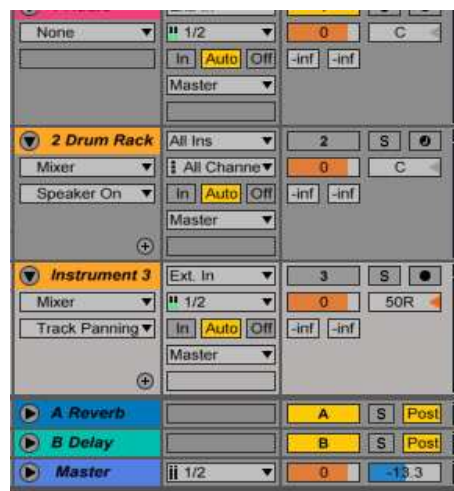 None 1/2 0 C
In Auto Off -inf -inf
Master
2 Drum Rack All Ins 2 S
Mixer All Channe 0 C
Speaker On In Auto Off -inf -inf
Master
Instrument 3 Ext. In 3 S
Mixer 1/2 0 50R
Track Panning In Auto Off -inf -inf
Master
A Reverb A S Post
B Delay B S Post
Master 1/2 0 -13.3